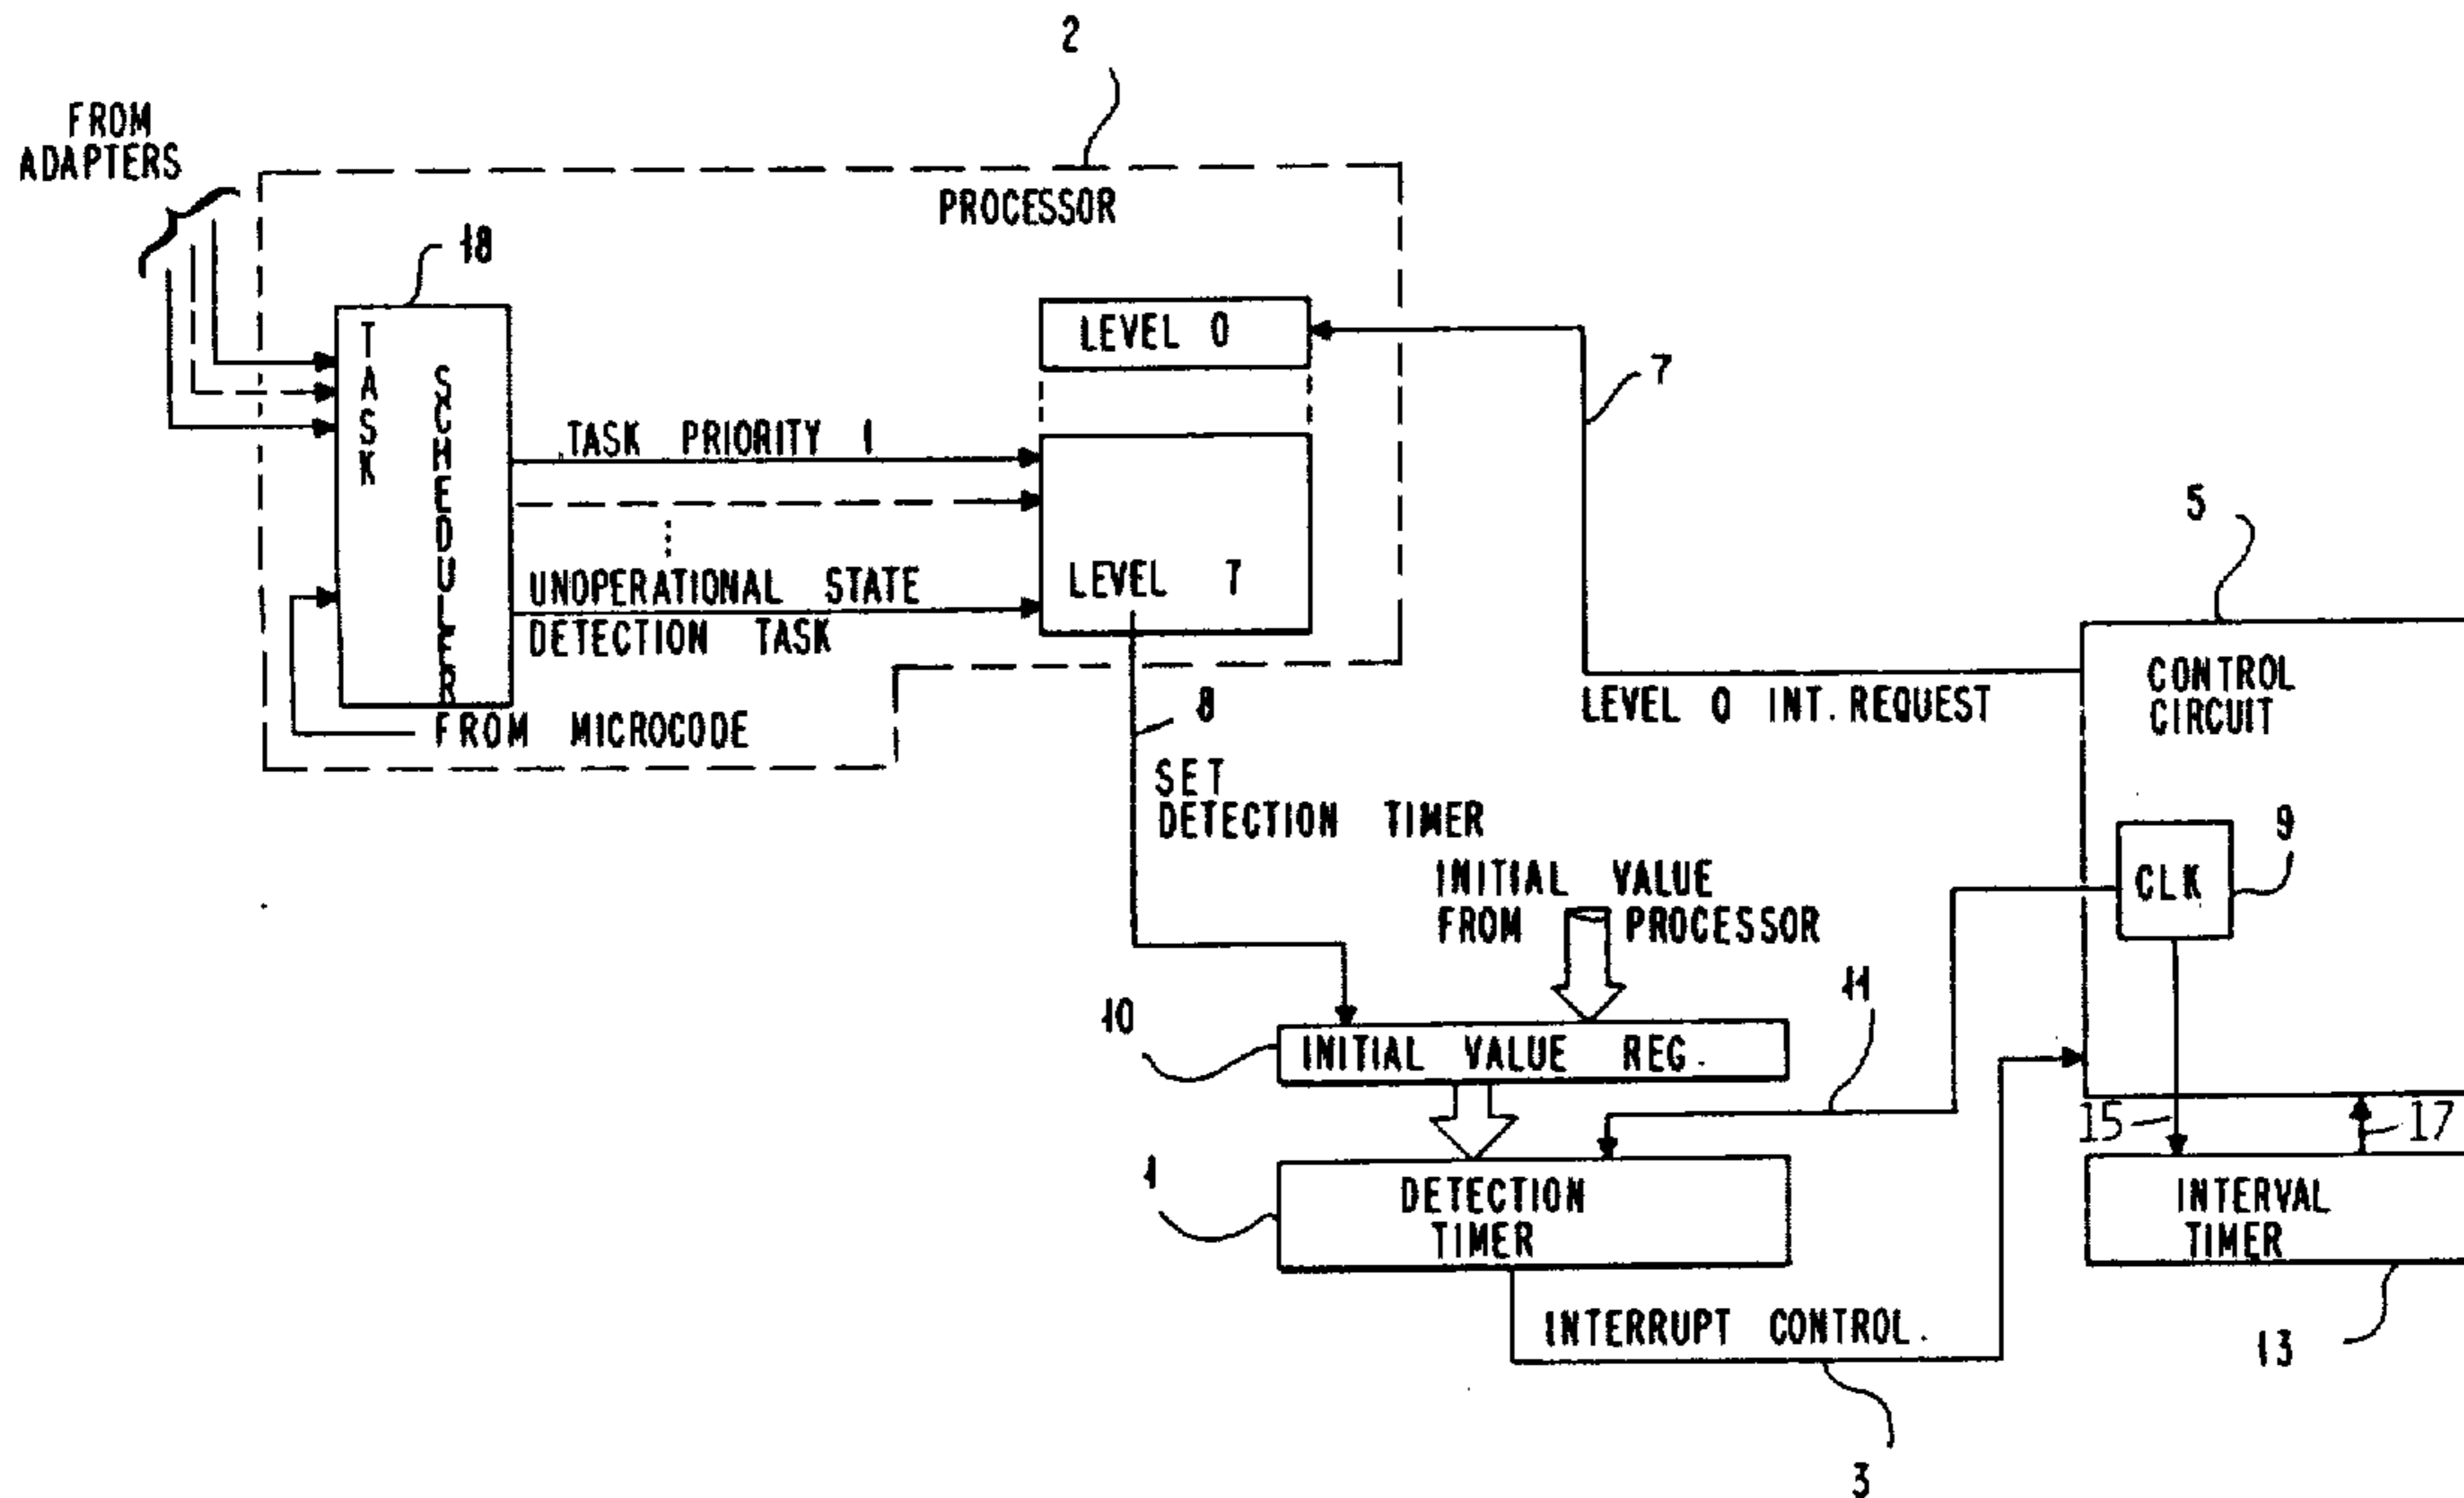 2
FROM
ADAPTERS
PROCESSOR
18
TASK
SCHEDULER
LEVEL 0
7
TASK PRIORITY 1
5
LEVEL 7
UNOPERATIONAL STATE
DETECTION TASK
CONTROL
CIRCUIT
LEVEL 0 INT. REQUEST
8
FROM MICROCODE
SET
DETECTION TIMER
9
CLK
INITIAL VALUE
FROM PROCESSOR
11
10
INITIAL VALUE REG.
15
17
1
DETECTION
TIMER
INTERVAL
TIMER
INTERRUPT CONTROL.
13
3